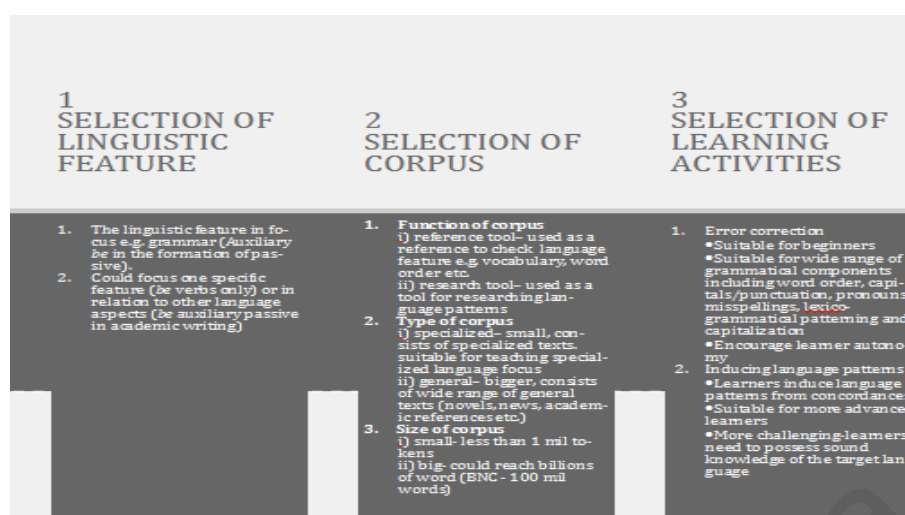 1
SELECTION OF
LINGUISTIC
FEATURE
1. The linguistic feature in fo-
cus e.g. grammar (Auxiliary
be in the formation of pas-
sive).
2. Could focus one specific
feature (be verbs only) or in
relation to other language
aspects (be auxiliary passive
in academic writing)
2
SELECTION OF
CORPUS
1. Function of corpus
i) reference tool– used as a
reference to check language
feature e.g. vocabulary, word
order etc.
ii) research tool– used as a
tool for researching lan-
guage patterns
2. Type of corpus
i) specialized– small, con-
sists of specialized texts.
suitable for teaching special-
ized language focus
ii) general– bigger, consists
of wide range of general
texts (novels, news, academ-
ic references etc.)
3. Size of corpus
i) small- less than 1 mil to-
kens
ii) big- could reach billions
of word (BNC - 100 mil
words)
3
SELECTION OF
LEARNING
ACTIVITIES
1. Error correction
•Suitable for beginners
•Suitable for wide range of
grammatical components
including word order, capi-
tals/punctuation, pronouns
misspellings, lexico-
grammatical patterning and
capitalization
•Encourage learner autono-
my
2. Inducing language patterns
•Learners induce language
patterns from concordance
•Suitable for more advance
learners
•More challenging-learners
need to possess sound
knowledge of the target lan
guage